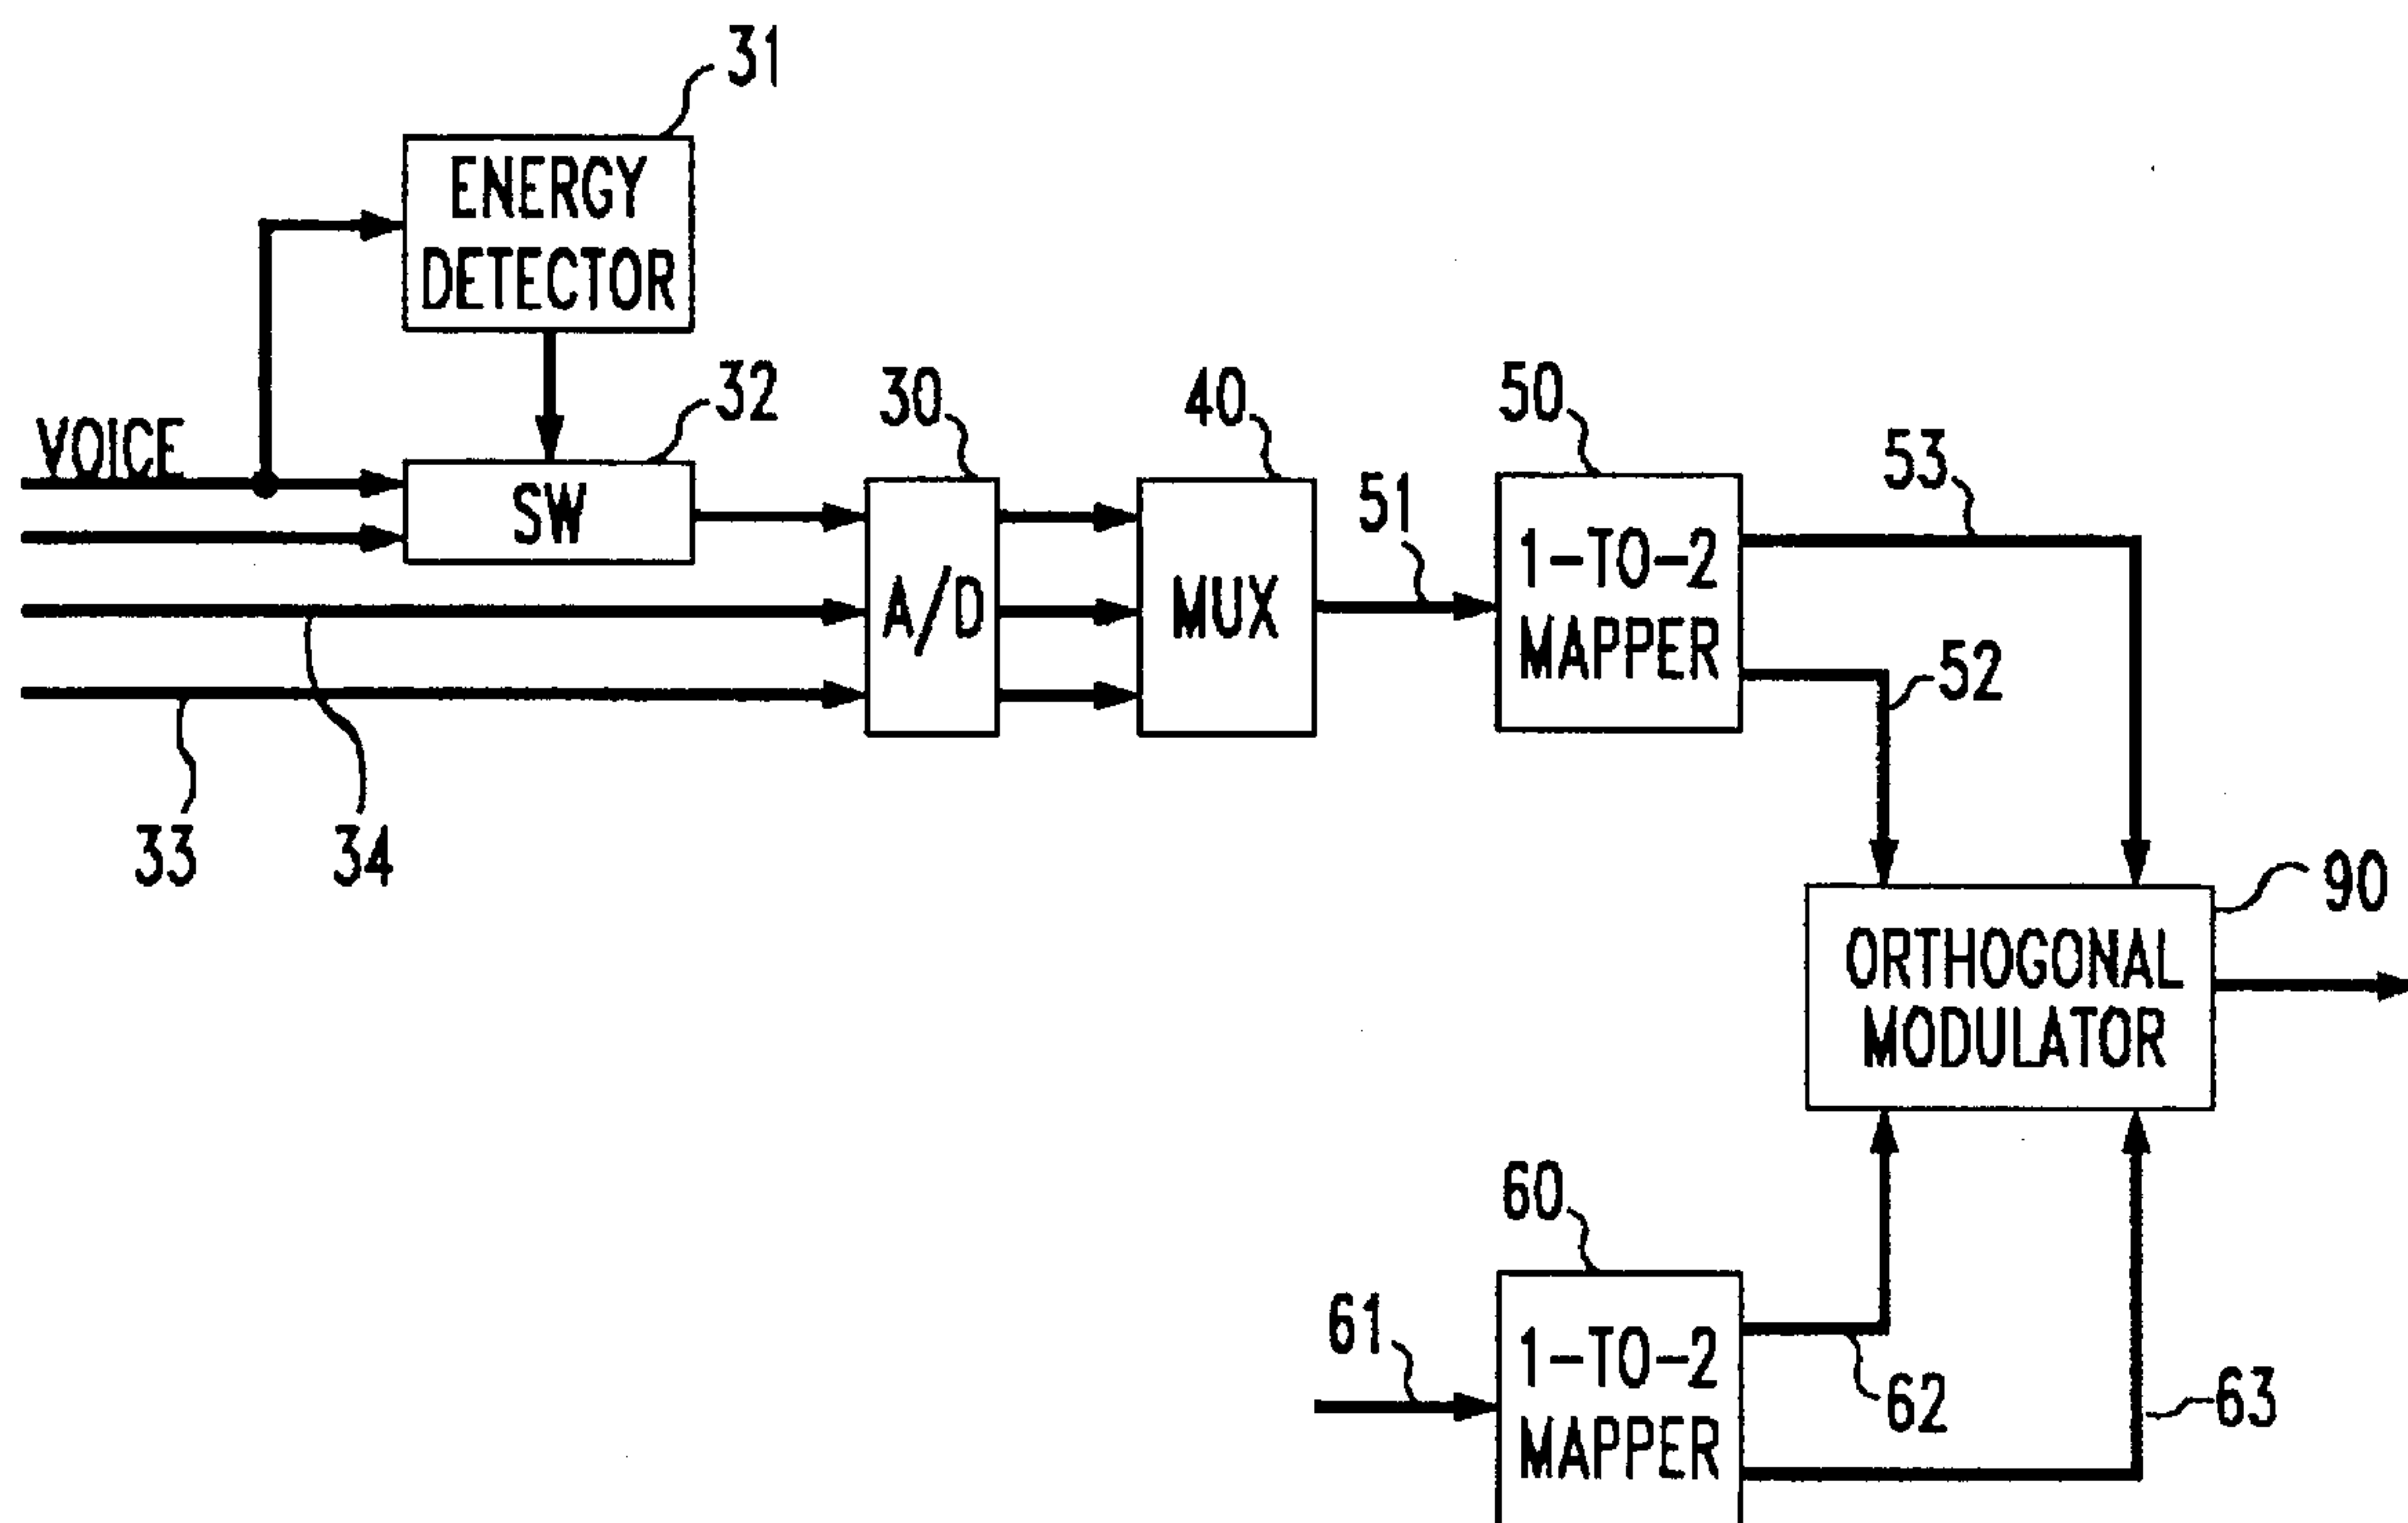 31
ENERGY
DETECTOR
32
30
40
50
53
VOICE
SW
51
A/D
MUX
1-TO-2
MAPPER
52
33
34
90
ORTHOGONAL
MODULATOR
60
61
1-TO-2
MAPPER
62
63